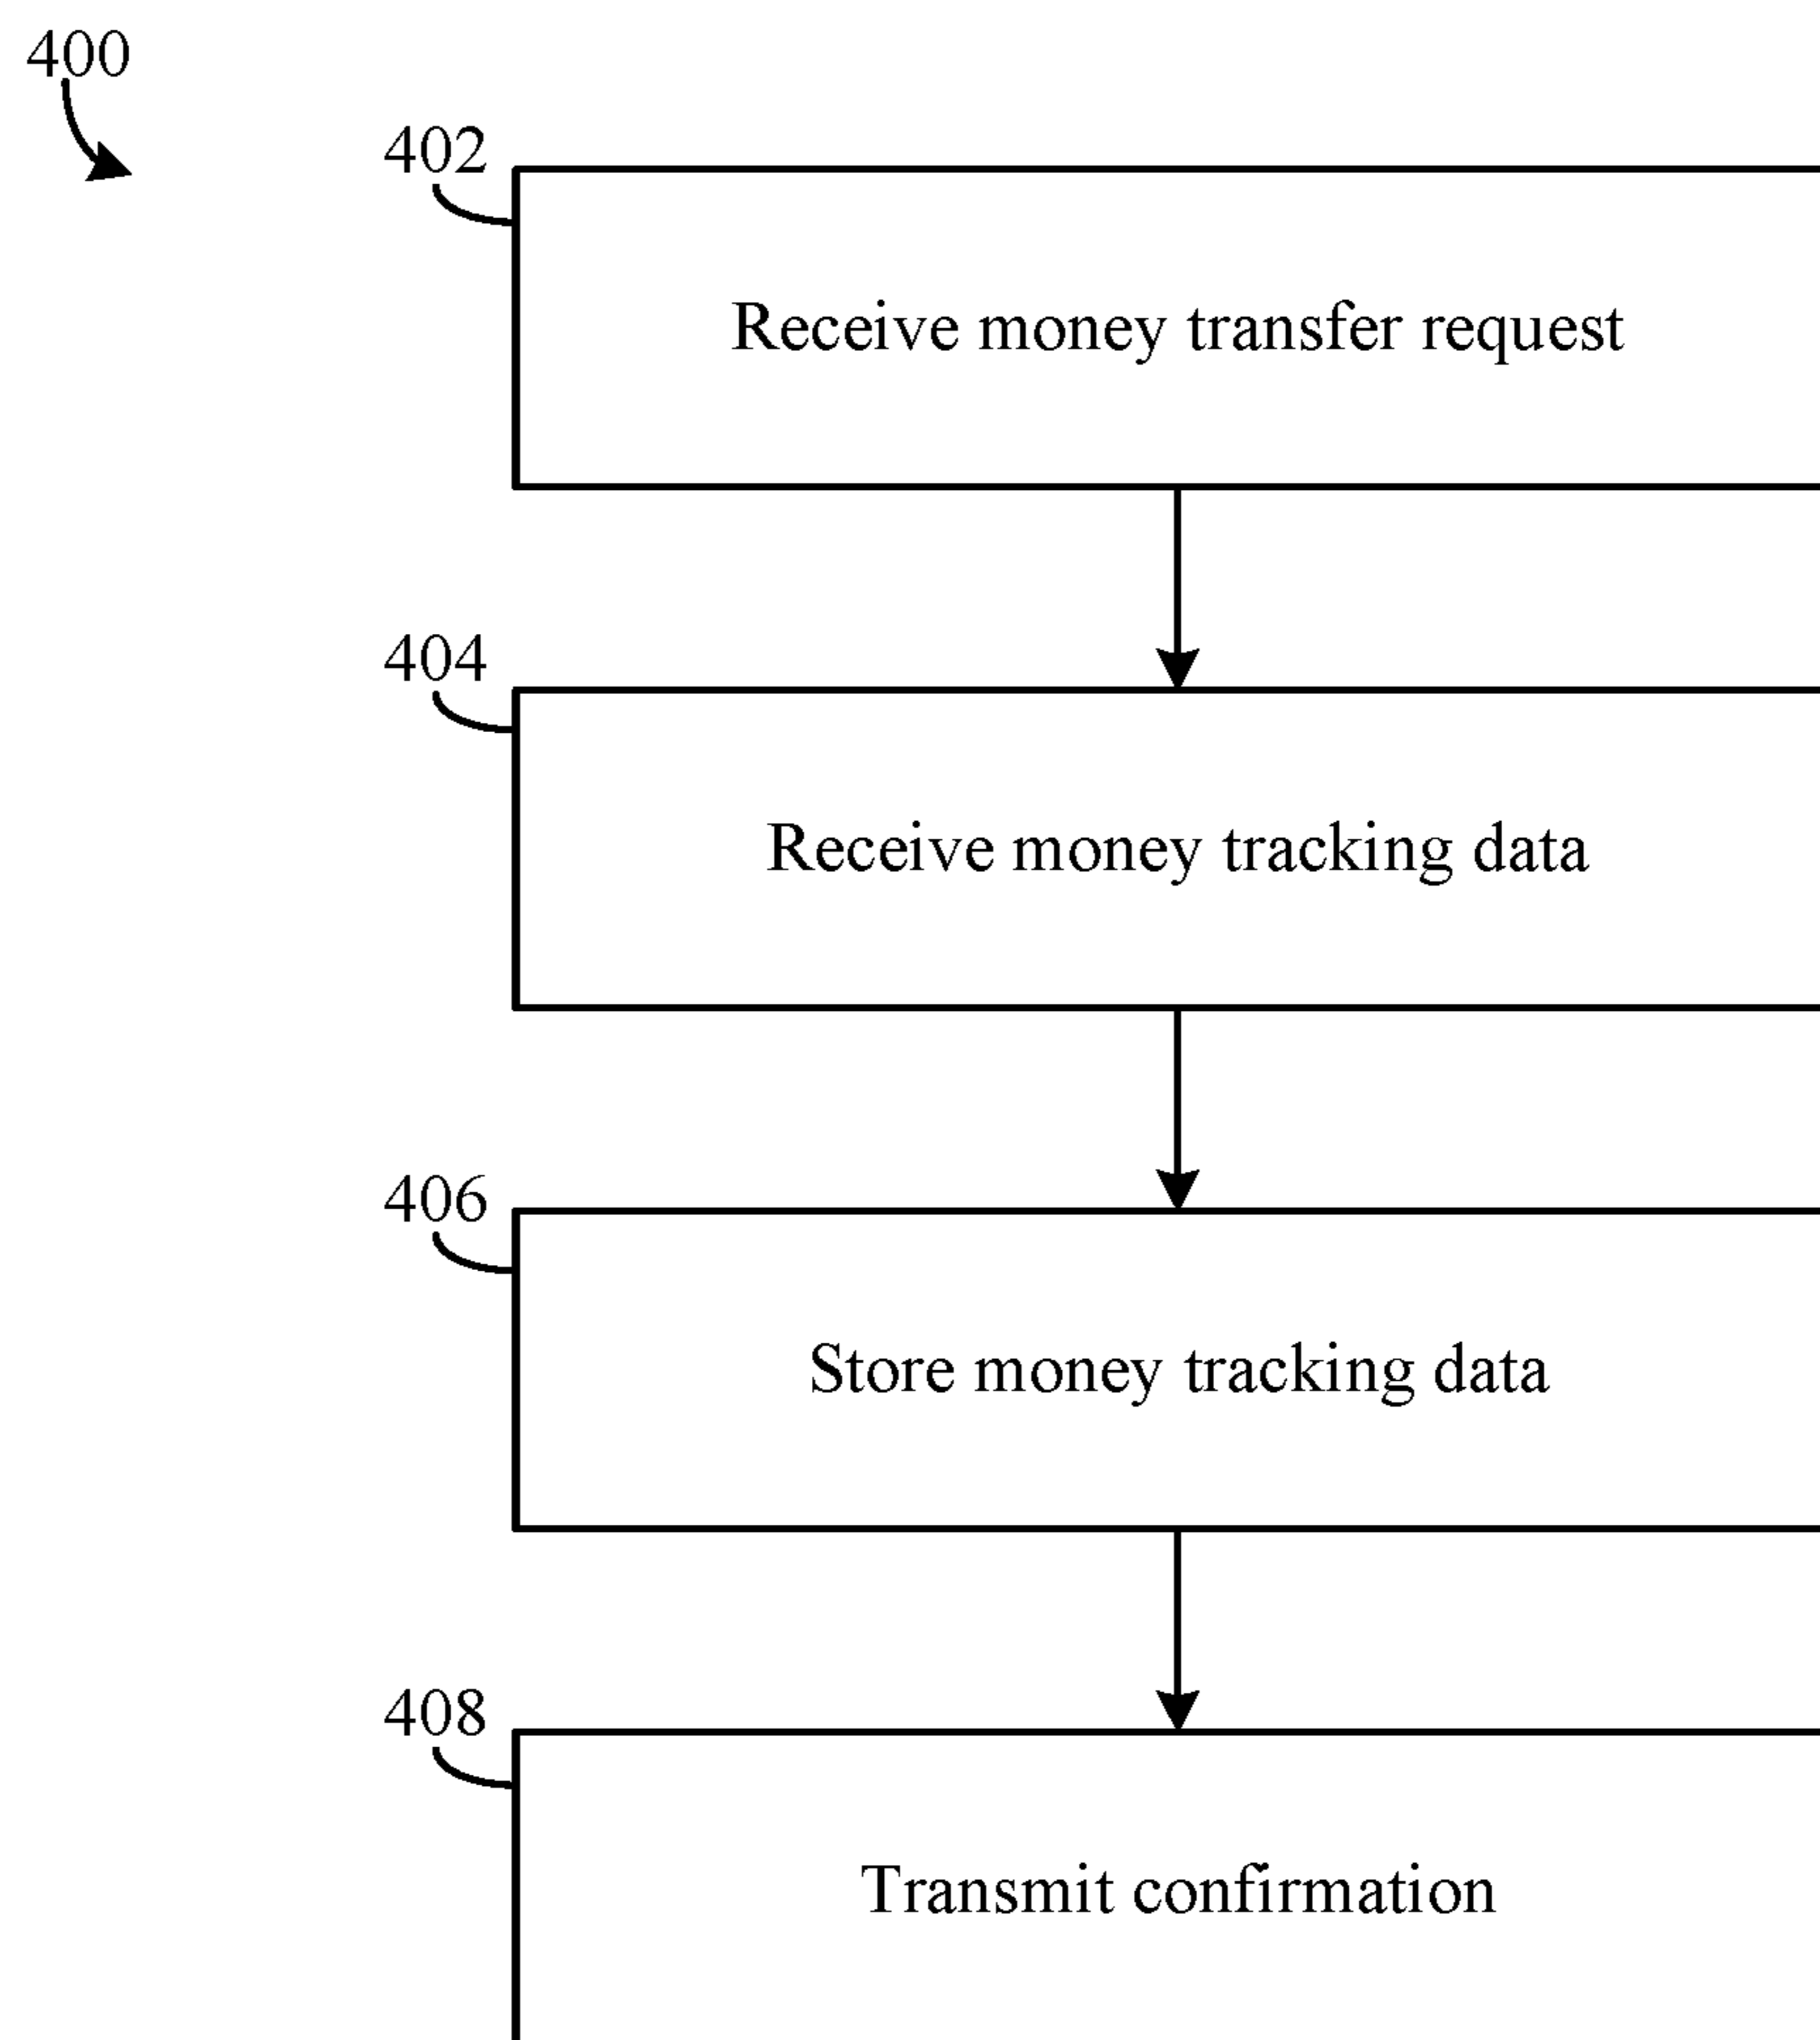 400
402
Receive money transfer request
404
Receive money tracking data
406
Store money tracking data
408
Transmit confirmation